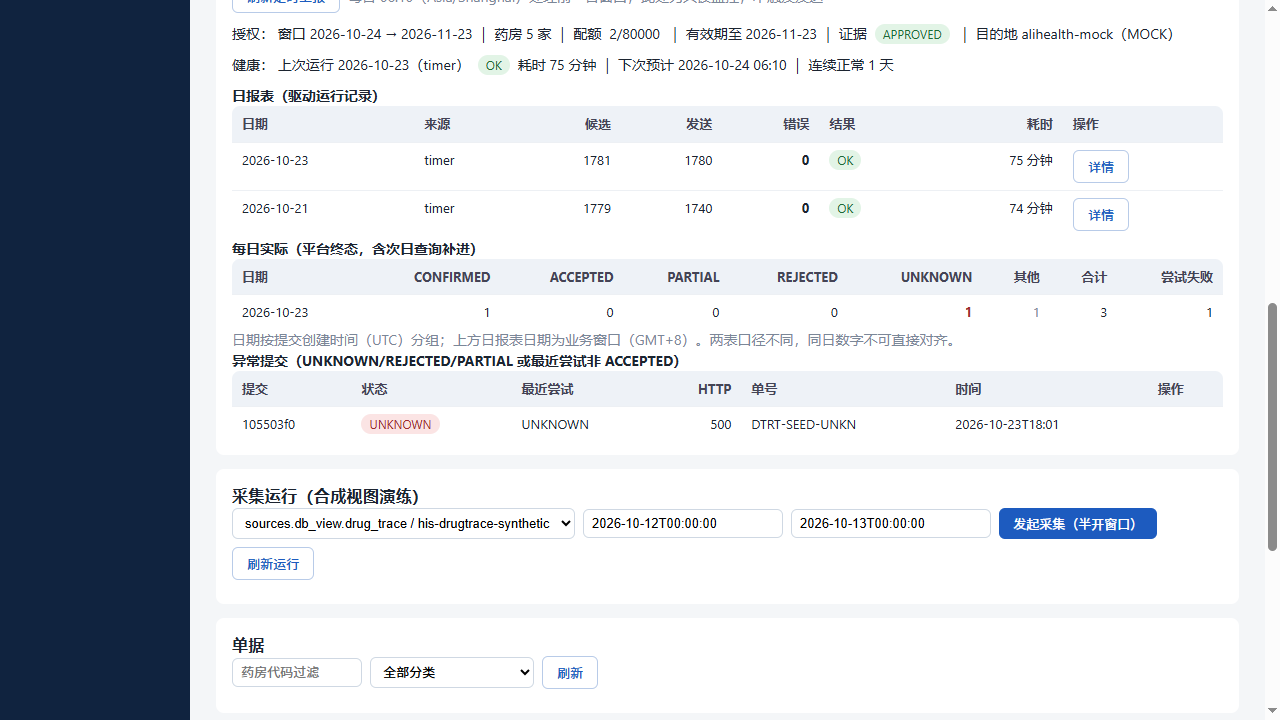 授权： 窗口 2026-10-24 → 2026-11-23 ｜ 药房 5 家 ｜ 配额 2/80000 ｜ 有效期至 2026-11-23 ｜ 证据 APPROVED ｜ 目的地 alihealth-mock（MOCK）
健康： 上次运行 2026-10-23（timer） OK 耗时 75 分钟 ｜ 下次预计 2026-10-24 06:10 ｜ 连续正常 1 天
日报表（驱动运行记录）
日期 来源 候选 发送 错误 结果 耗时 操作
2026-10-23 timer 1781 1780 0 OK 75 分钟 详情
2026-10-21 timer 1779 1740 0 OK 74 分钟 详情
每日实际（平台终态，含次日查询补进）
日期 CONFIRMED ACCEPTED PARTIAL REJECTED UNKNOWN 其他 合计 尝试失败
2026-10-23 1 0 0 0 1 1 3 1
日期按提交创建时间（UTC）分组；上方日报表日期为业务窗口（GMT+8）。两表口径不同，同日数字不可直接对齐。
异常提交（UNKNOWN/REJECTED/PARTIAL 或最近尝试非 ACCEPTED）
提交 状态 最近尝试 HTTP 单号 时间 操作
105503f0 UNKNOWN UNKNOWN 500 DTRT-SEED-UNKN 2026-10-23T18:01
采集运行（合成视图演练）
sources.db_view.drug_trace / his-drugtrace-synthetic 2026-10-12T00:00:00 2026-10-13T00:00:00 发起采集（半开窗口）
刷新运行
单据
药房代码过滤 全部分类 刷新